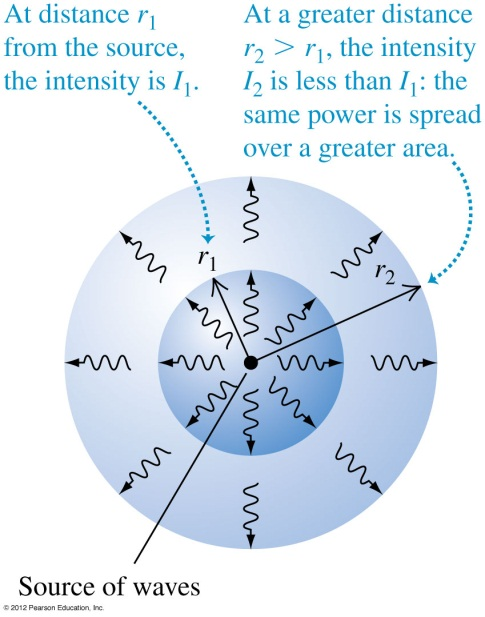 At distance r₁
from the source,
the intensity is I₁.
At a greater distance
r₂ > r₁, the intensity
I₂ is less than I₁: the
same power is spread
over a greater area.
r₁
r₂
Source of waves
© 2012 Pearson Education, Inc.